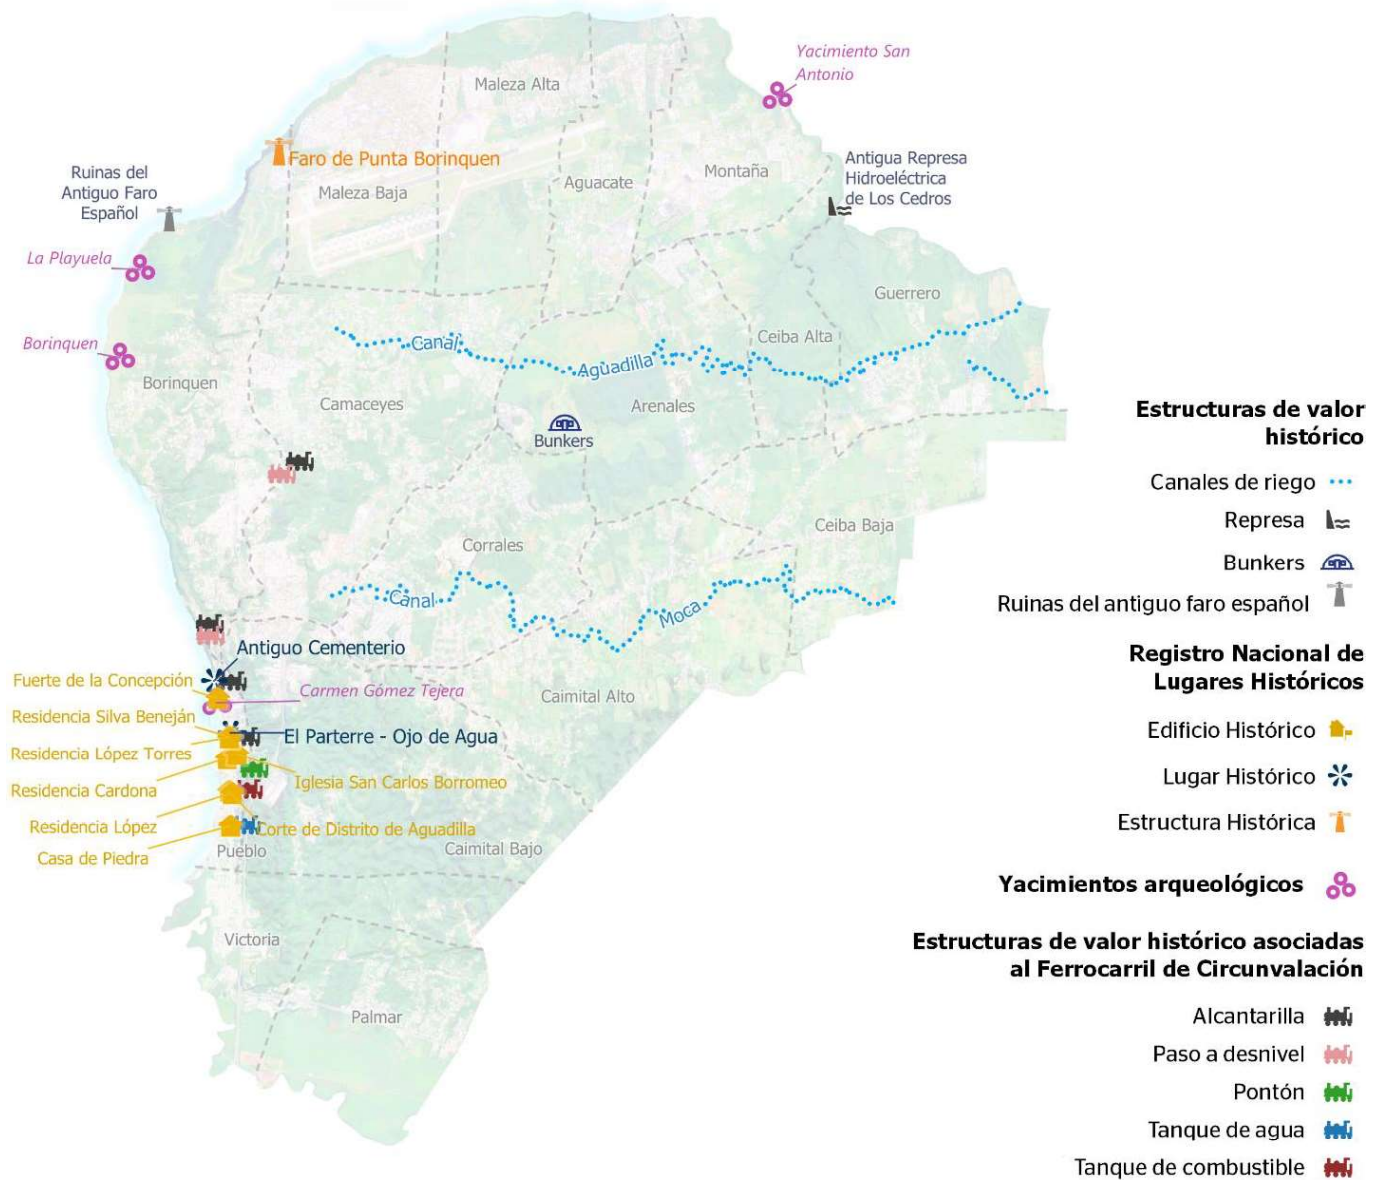 Yacimiento San
Antonio
Maleza Alta
Faro de Punta Borinquen
Ruinas del
Antiguo Faro
Español
Maleza Baja
Aguacate
Montaña
Antigua Represa
Hidroeléctrica
de Los Cedros
La Playuela
Guerrero
Borinquen
Canal
Aguadilla
Ceiba Alta
Borinquen
Camaceyes
Arenales
Bunkers
Ceiba Baja
Corrales
Canal
Moca
Antiguo Cementerio
Fuerte de la Concepción
Carmen Gómez Tejera
Caimital Alto
Residencia Silva Beneján
El Parterre - Ojo de Agua
Residencia López Torres
Iglesia San Carlos Borromeo
Residencia Cardona
Residencia López
Corte de Distrito de Aguadilla
Casa de Piedra
Pueblo
Caimital Bajo
Victoria
Palmar
Estructuras de valor
histórico
Canales de riego
Represa
Bunkers
Ruinas del antiguo faro español
Registro Nacional de
Lugares Históricos
Edificio Histórico
Lugar Histórico
Estructura Histórica
Yacimientos arqueológicos
Estructuras de valor histórico asociadas
al Ferrocarril de Circunvalación
Alcantarilla
Paso a desnivel
Pontón
Tanque de agua
Tanque de combustible